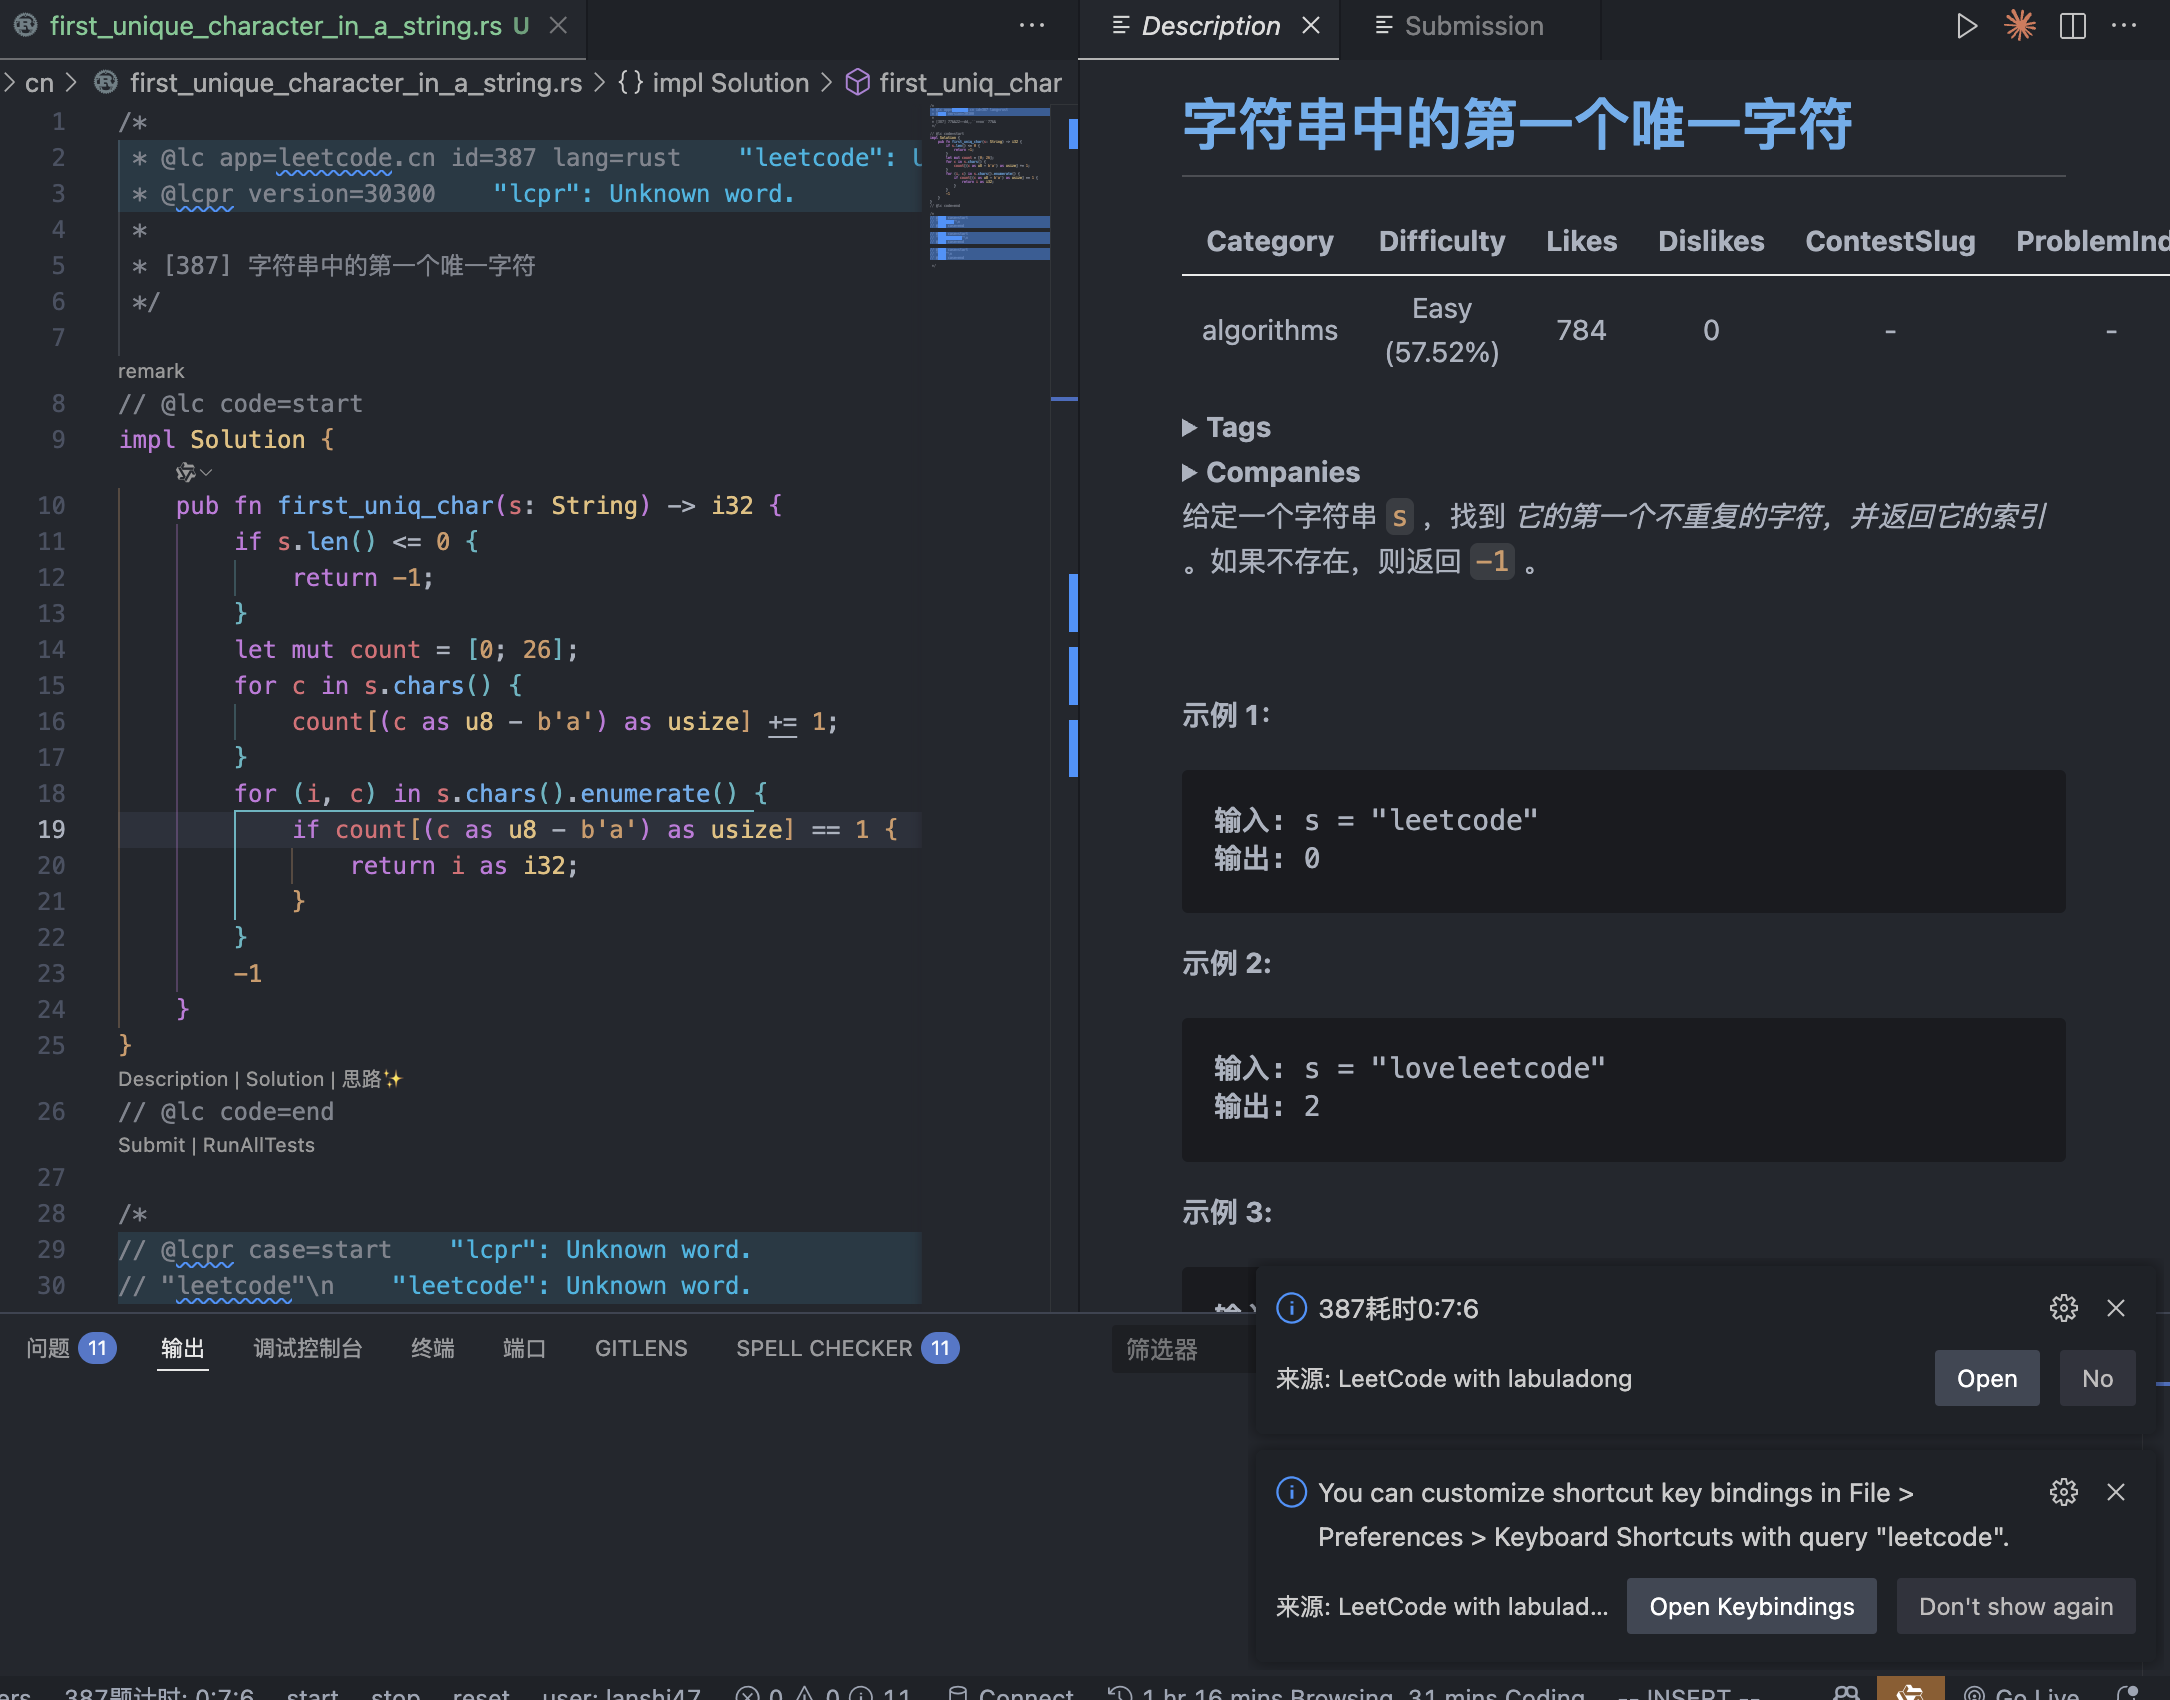 first_unique_character_in_a_string.rs U
cn > first_unique_character_in_a_string.rs > {} impl Solution > first_uniq_char
1 /*
2 * @lc app=leetcode.cn id=387 lang=rust "leetcode":
3 * @lcpr version=30300 "lcpr": Unknown word.
4 *
5 * [387] 字符串中的第一个唯一字符
6 */
7
remark
8 // @lc code=start
9 impl Solution {
10 pub fn first_uniq_char(s: String) -> i32 {
11 if s.len() <= 0 {
12 return -1;
13 }
14 let mut count = [0; 26];
15 for c in s.chars() {
16 count[(c as u8 - b'a') as usize] += 1;
17 }
18 for (i, c) in s.chars().enumerate() {
19 if count[(c as u8 - b'a') as usize] == 1 {
20 return i as i32;
21 }
22 }
23 -1
24 }
25 }
Description | Solution | 思路✨
26 // @lc code=end
Submit | RunAllTests
27
28 /*
29 // @lcpr case=start "lcpr": Unknown word.
30 // "leetcode"\n "leetcode": Unknown word.
Description
Submission
字符串中的第一个唯一字符
Category Difficulty Likes Dislikes ContestSlug ProblemInd
algorithms Easy (57.52%) 784 0 - -
▶ Tags
▶ Companies
给定一个字符串 s ，找到 它的第一个不重复的字符，并返回它的索引
。如果不存在，则返回 -1 。
示例 1:
输入: s = "leetcode"
输出: 0
示例 2:
输入: s = "loveleetcode"
输出: 2
示例 3:
问题 11 输出 调试控制台 终端 端口 GITLENS SPELL CHECKER 11 筛选器
387耗时0:7:6
来源: LeetCode with labuladong
Open No
You can customize shortcut key bindings in File >
Preferences > Keyboard Shortcuts with query "leetcode".
来源: LeetCode with labulad...
Open Keybindings Don't show again
387题计时: 0:7:6 start stop reset user: lanshi47 0 0 11 Connect 1 hr 16 mins Browsing, 31 mins Coding -- INSERT -- Go Live